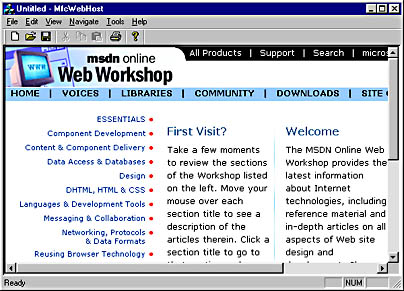 Untitled - MfcWebHost
File Edit View Navigate Tools Help
WWW
msdn online
Web Workshop
All Products | Support | Search | micros
HOME | VOICES | LIBRARIES | COMMUNITY | DOWNLOADS | SITE
ESSENTIALS
Component Development
Content & Component Delivery
Data Access & Databases
Design
DHTML, HTML & CSS
Languages & Development Tools
Messaging & Collaboration
Networking, Protocols
& Data Formats
Reusing Browser Technology
First Visit?
Take a few moments
to review the sections
of the Workshop listed
on the left. Move your
mouse over each
section title to see a
description of the
articles therein. Click a
section title to go to
Welcome
The MSDN Online Web
Workshop provides the
latest information
about Internet
technologies, including
reference material and
in-depth articles on all
aspects of Web site
design and
Ready
NUM